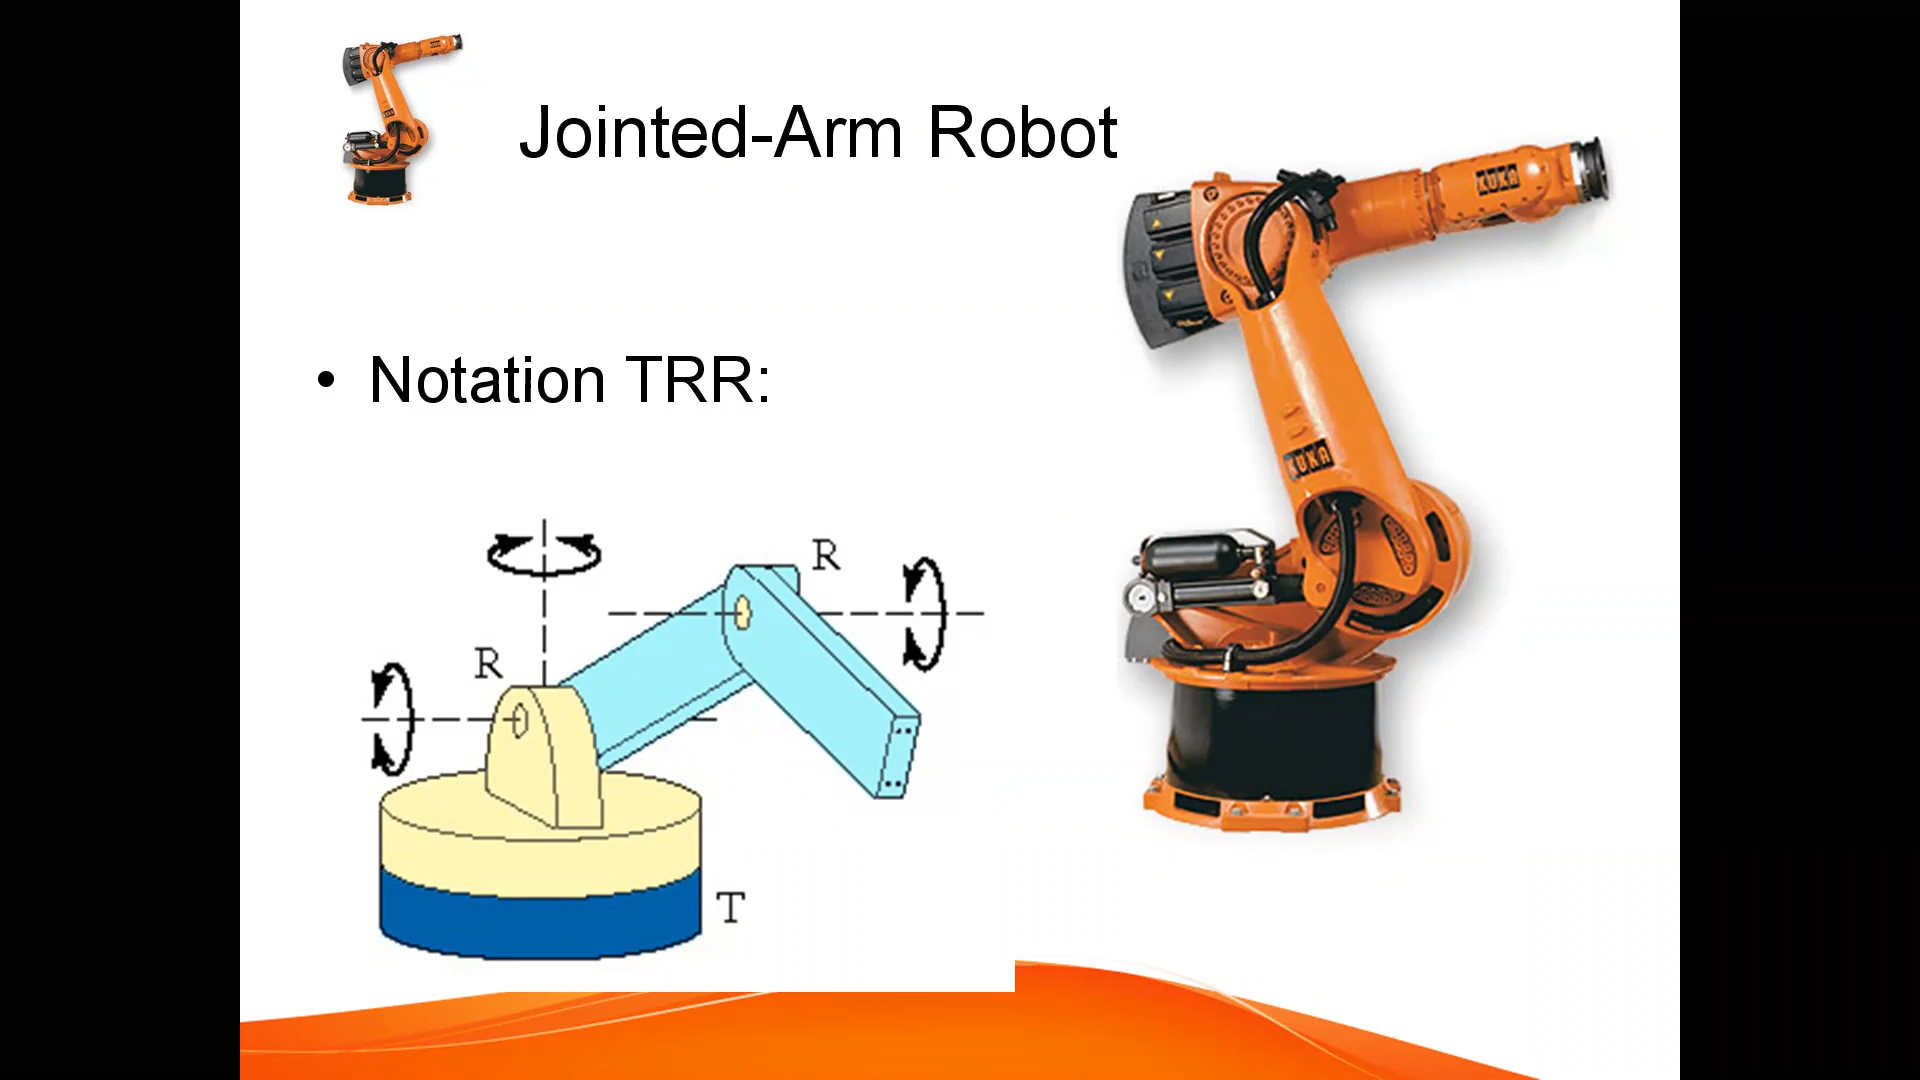 Jointed-Arm Robot
KUKA
• Notation TRR:
KUKA
R
R
T